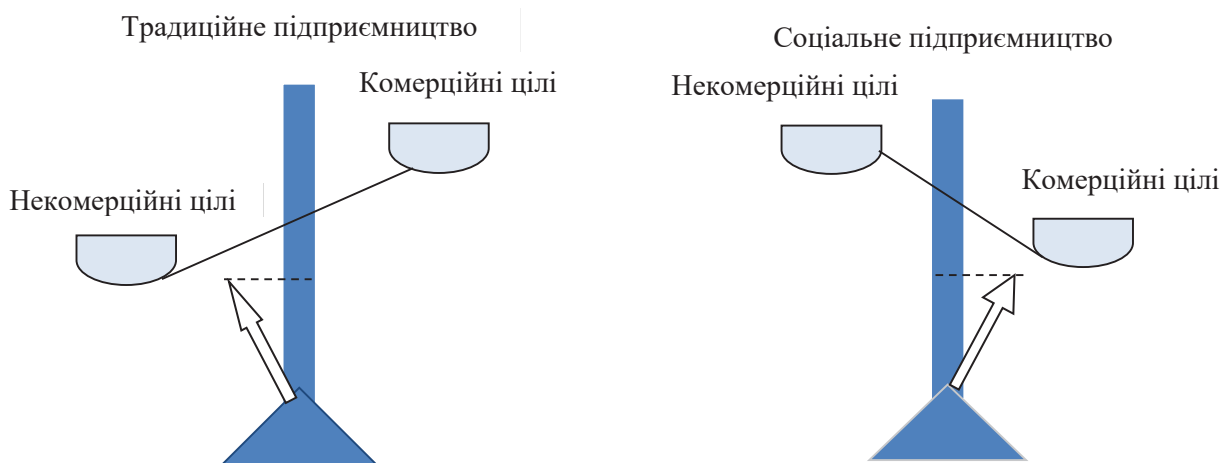 Традиційне підприємництво
Комерційні цілі
Некомерційні цілі
Соціальне підприємництво
Некомерційні цілі
Комерційні цілі